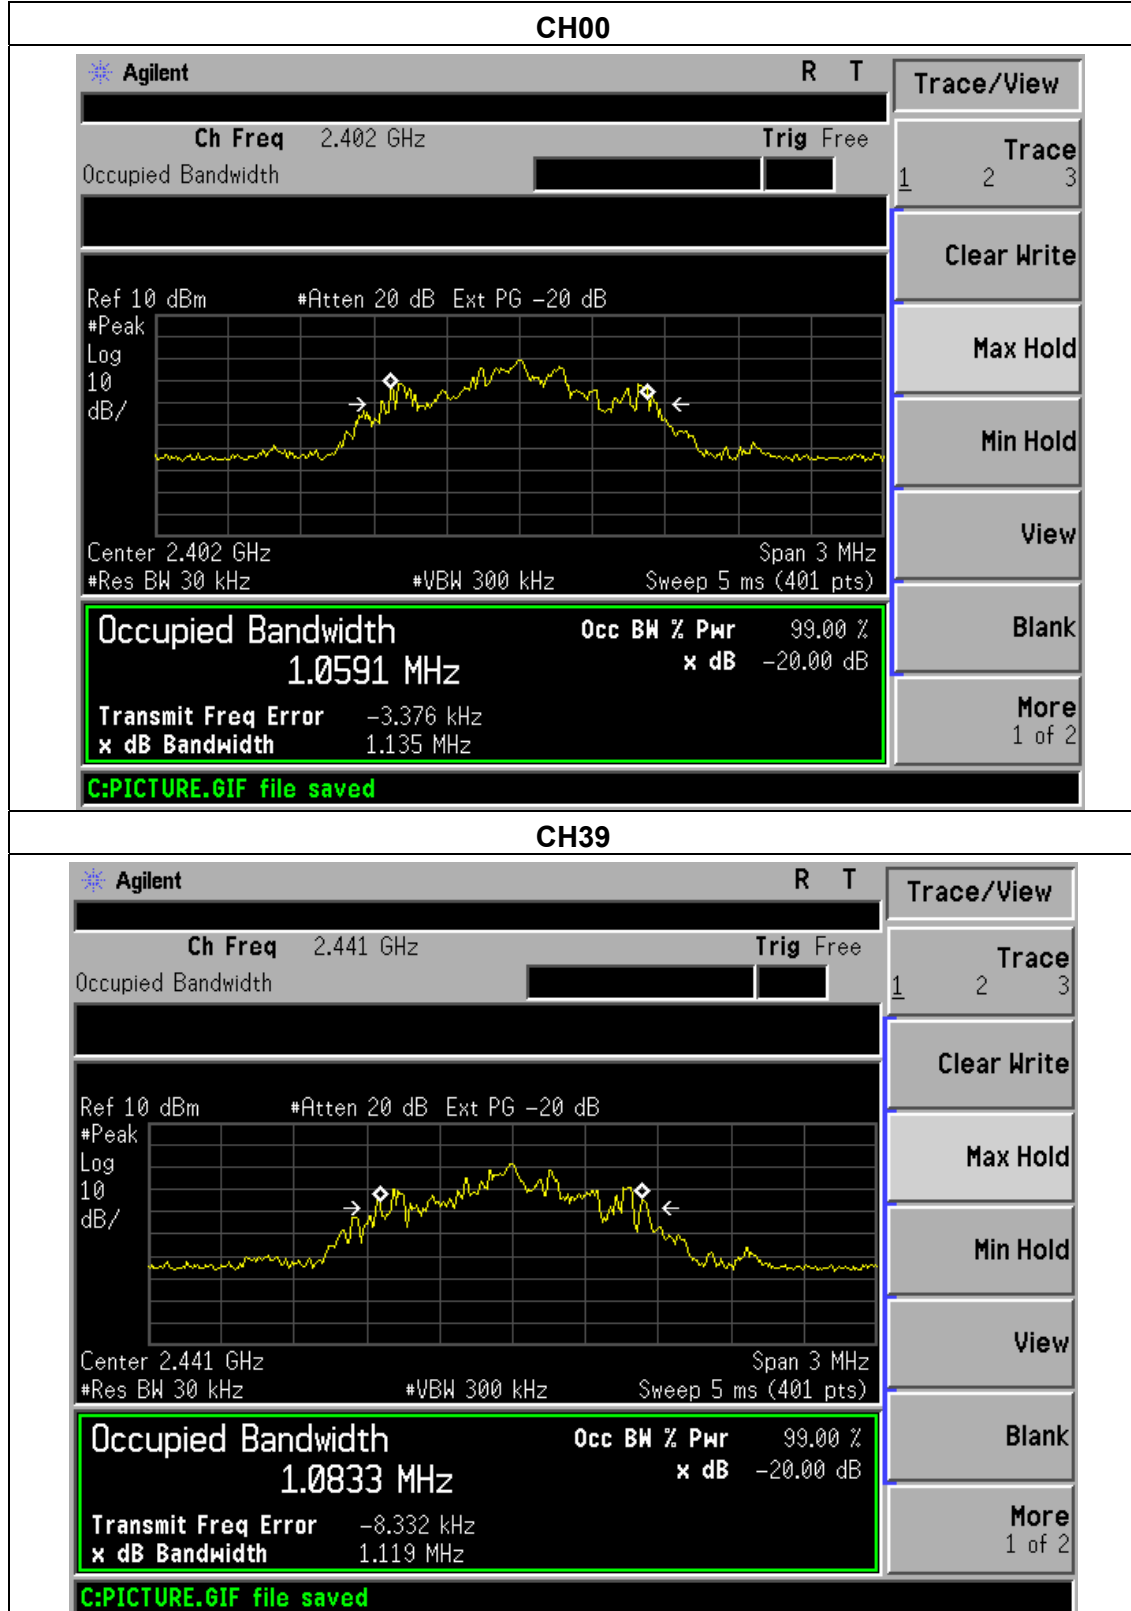 CH00
Agilent R T Trace/View
Ch Freq 2.402 GHz Trig Free
Occupied Bandwidth
Trace
1 2 3
Clear Write
Max Hold
Min Hold
View
Blank
More
1 of 2
Ref 10 dBm #Atten 20 dB Ext PG -20 dB
#Peak
Log
10
dB/
Center 2.402 GHz Span 3 MHz
#Res BW 30 kHz #VBW 300 kHz Sweep 5 ms (401 pts)
Occupied Bandwidth Occ BW % Pwr 99.00 %
1.0591 MHz x dB -20.00 dB
Transmit Freq Error -3.376 kHz
x dB Bandwidth 1.135 MHz
C:PICTURE.GIF file saved
CH39
Agilent R T Trace/View
Ch Freq 2.441 GHz Trig Free
Occupied Bandwidth
Trace
1 2 3
Clear Write
Max Hold
Min Hold
View
Blank
More
1 of 2
Ref 10 dBm #Atten 20 dB Ext PG -20 dB
#Peak
Log
10
dB/
Center 2.441 GHz Span 3 MHz
#Res BW 30 kHz #VBW 300 kHz Sweep 5 ms (401 pts)
Occupied Bandwidth Occ BW % Pwr 99.00 %
1.0833 MHz x dB -20.00 dB
Transmit Freq Error -8.332 kHz
x dB Bandwidth 1.119 MHz
C:PICTURE.GIF file saved